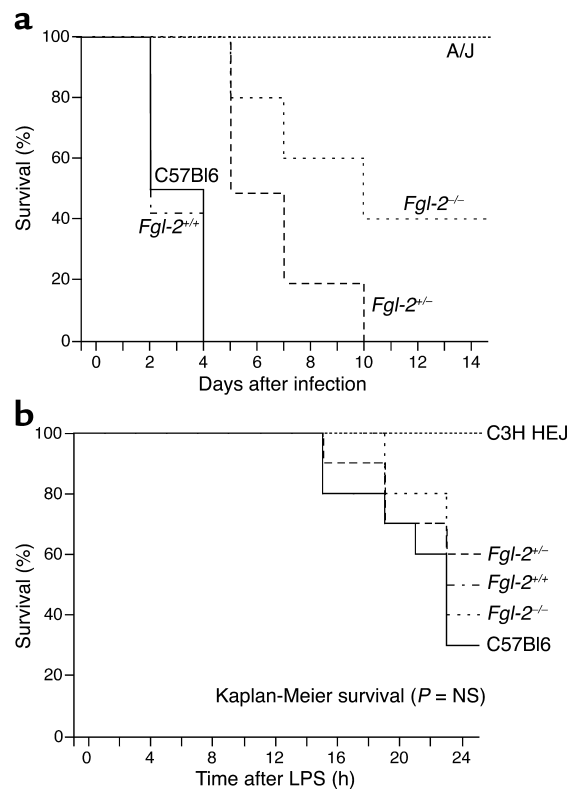 a
100
80
60
40
20
0
Survival (%)
A/J
C57Bl6
Fgl-2+/+
Fgl-2–/–
Fgl-2+/–
0 2 4 6 8 10 12 14
Days after infection
b
100
80
60
40
20
0
Survival (%)
C3H HEJ
Fgl-2+/–
Fgl-2+/+
Fgl-2–/–
C57Bl6
Kaplan-Meier survival (P = NS)
0 4 8 12 16 20 24
Time after LPS (h)